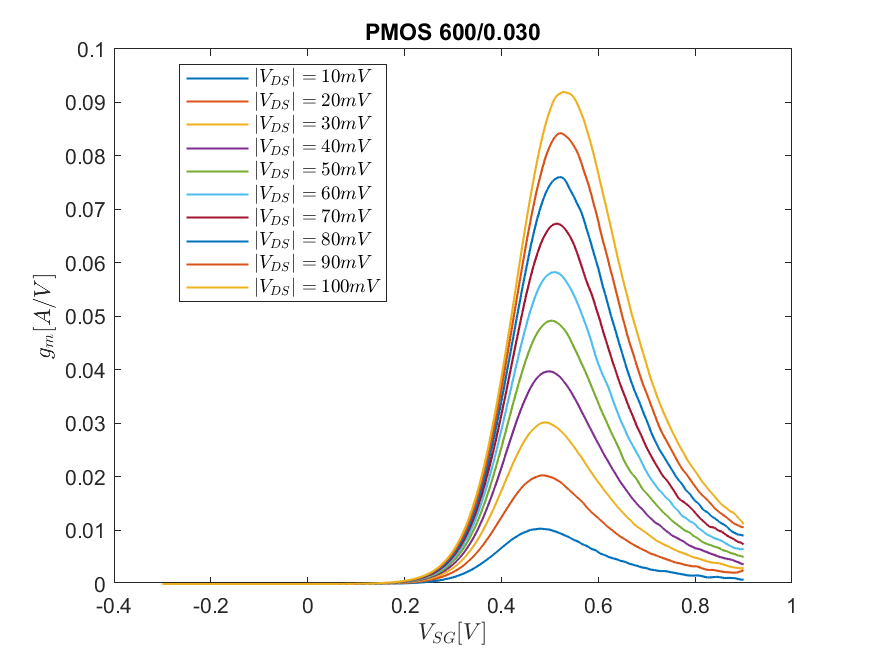 PMOS 600/0.030
0.1
0.09
0.08
0.07
0.06
0.05
0.04
0.03
0.02
0.01
0
g_m[A/V]
|V_DS| = 10mV
|V_DS| = 20mV
|V_DS| = 30mV
|V_DS| = 40mV
|V_DS| = 50mV
|V_DS| = 60mV
|V_DS| = 70mV
|V_DS| = 80mV
|V_DS| = 90mV
|V_DS| = 100mV
-0.4 -0.2 0 0.2 0.4 0.6 0.8 1
V_SG[V]